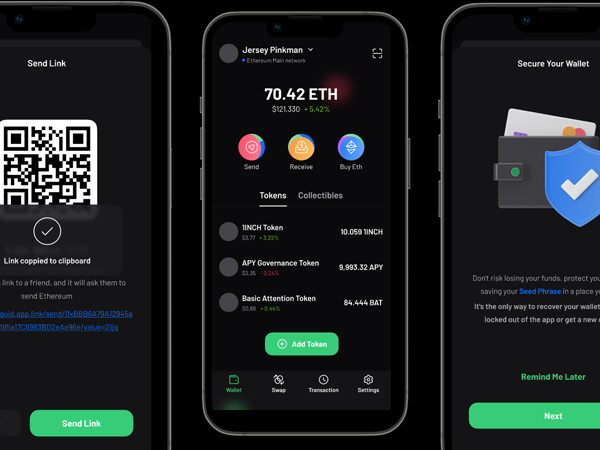 Send Link
Link coppied to clipboard
s link to a friend, and it will ask them to
send Ethereum
quid.app.link/send/0xBBB6A79A12945a
185a17C6983BD2eAe96e/value=21jq
Send Link
Jersey Pinkman
Ethereum Main network
70.42 ETH
$121,330 + 5.42%
Send
Receive
Buy Eth
Tokens
Collectibles
1INCH Token
$3.77 + 3.22%
10.059 1INCH
APY Governance Token
$2.35 - 0.24%
9,993.32 APY
Basic Attention Token
$0.66 + 0.44%
84.444 BAT
Add Token
Wallet
Swap
Transaction
Settings
Secure Your Wallet
Don't risk losing your funds. protect you
saving your Seed Phrase in a place y
It's the only way to recover your wallet
locked out of the app or get a new
Remind Me Later
Next